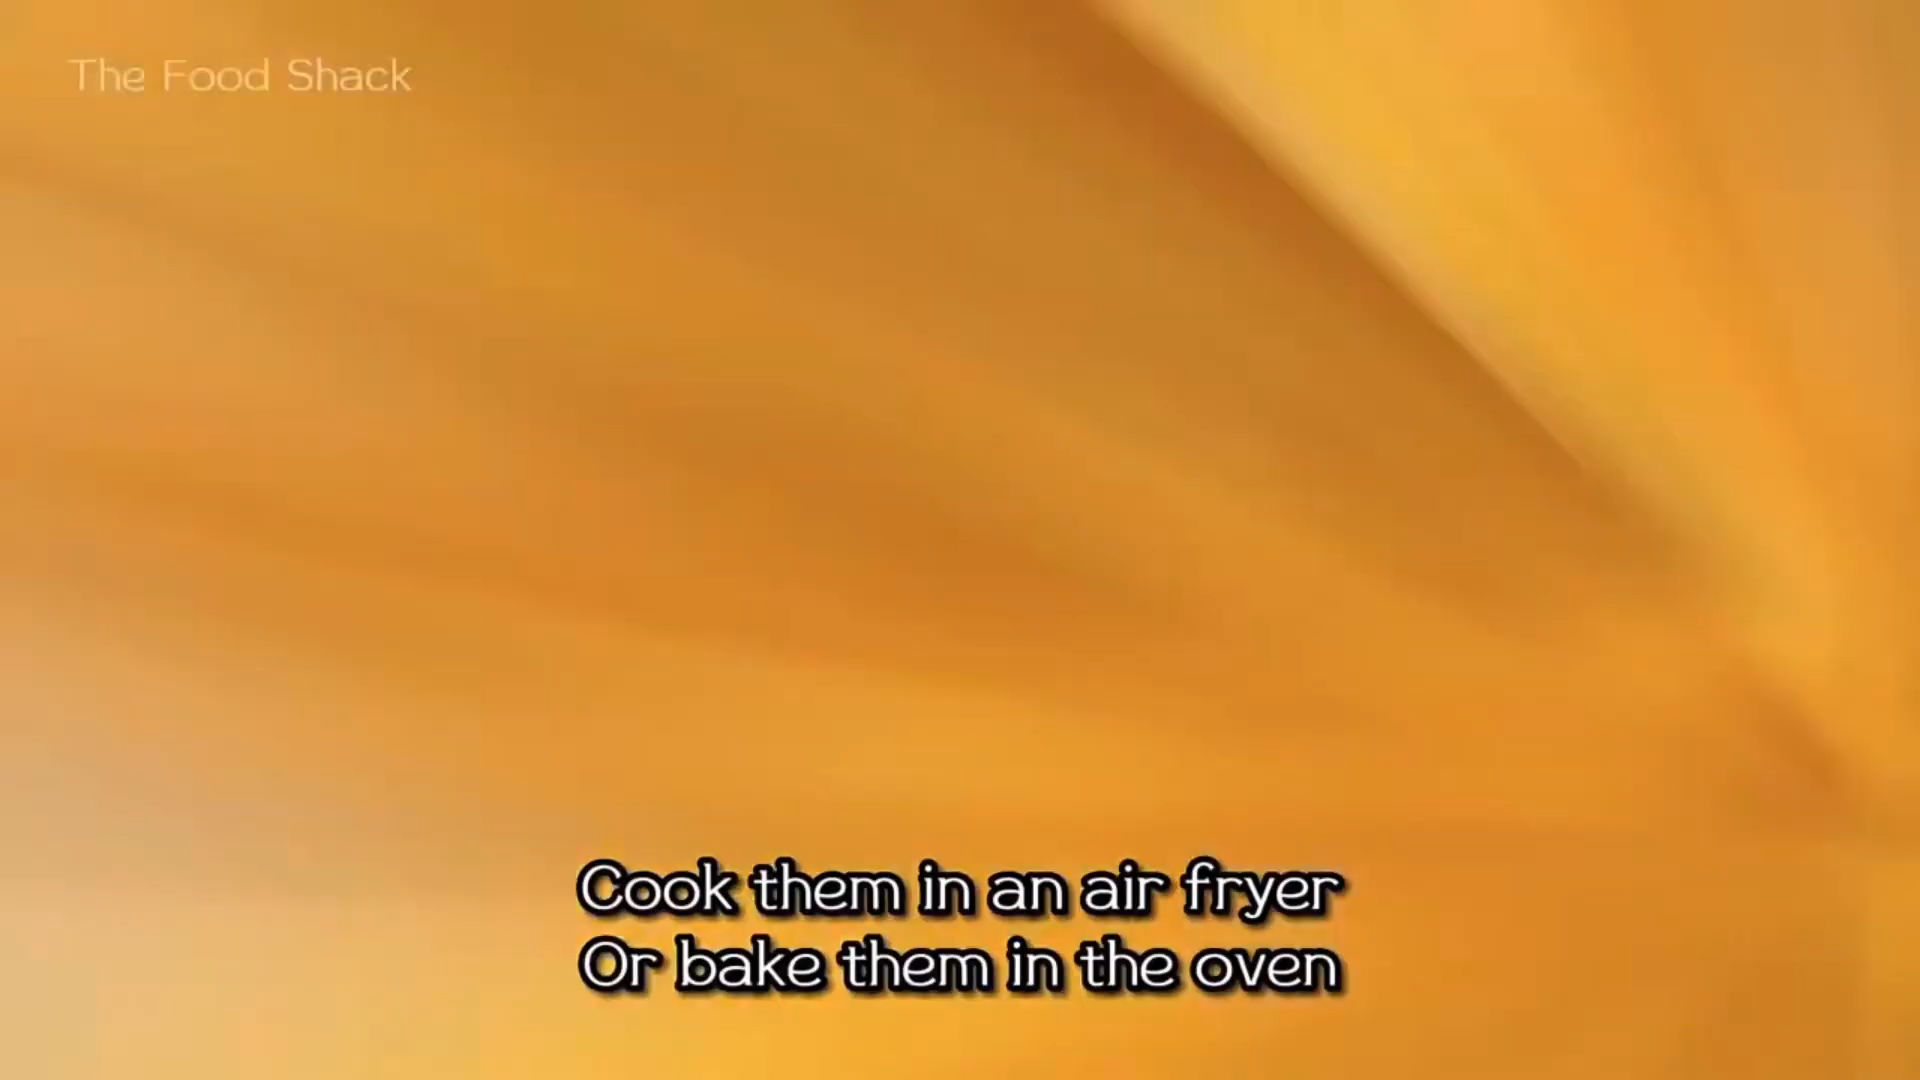 The Food Shack
Cook them in an air fryer
Or bake them in the oven